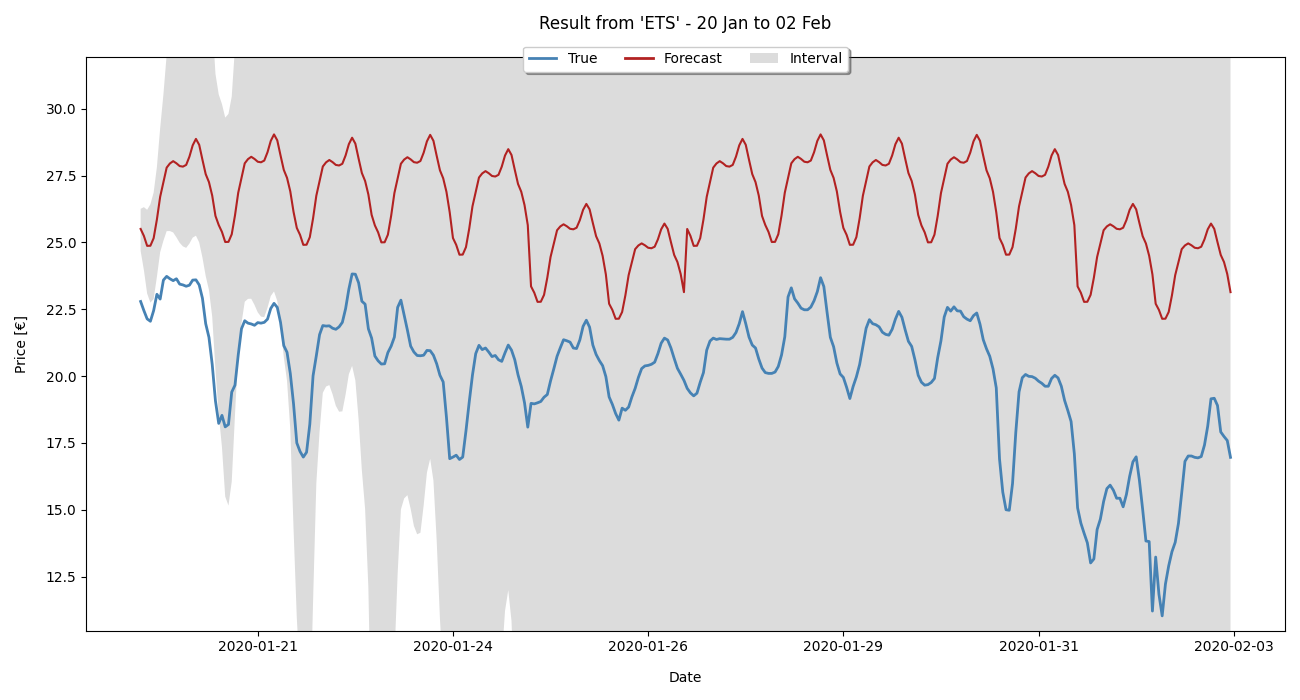 Result from 'ETS' - 20 Jan to 02 Feb
True Forecast Interval
Price [€]
30.0
27.5
25.0
22.5
20.0
17.5
15.0
12.5
2020-01-21 2020-01-24 2020-01-26 2020-01-29 2020-01-31 2020-02-03
Date